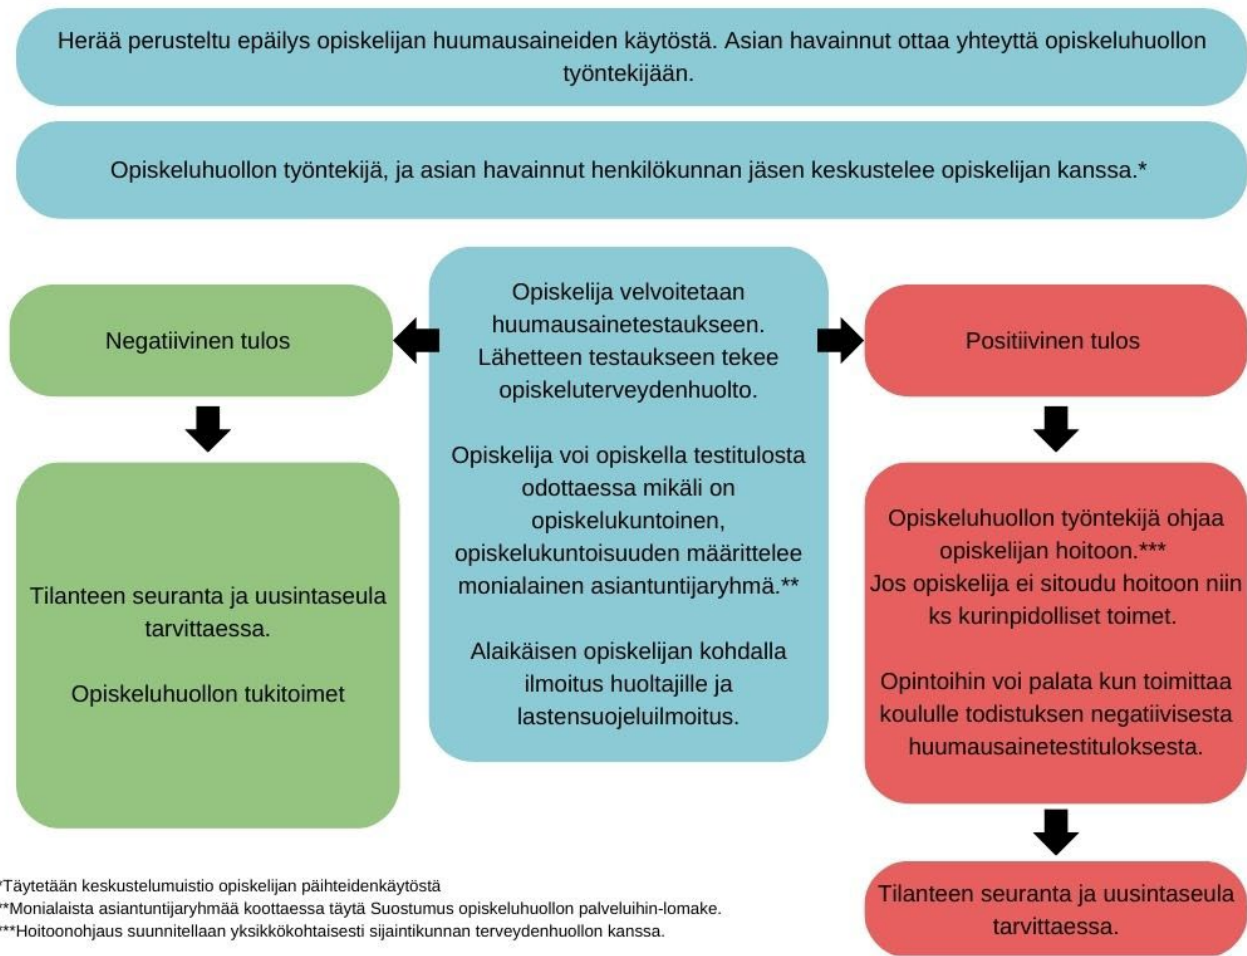 Herää perusteltu epäilys opiskelijan huumausaineiden käytöstä. Asian havainnut ottaa yhteyttä opiskeluhuollon
työntekijään.
Opiskeluhuollon työntekijä, ja asian havainnut henkilökunnan jäsen keskustelee opiskelijan kanssa.*
Opiskelija velvoitetaan
huumausainetestaukseen.
Lähetteen testaukseen tekee
opiskeluterveydenhuolto.
Opiskelija voi opiskella testitulosta
odottaessa mikäli on
opiskelukuntoinen,
opiskelukuntoisuuden määrittelee
monialainen asiantuntijaryhmä.**
Alaikäisen opiskelijan kohdalla
ilmoitus huoltajille ja
lastensuojeluilmoitus.
Negatiivinen tulos
Tilanteen seuranta ja uusintaseula
tarvittaessa.
Opiskeluhuollon tukitoimet
Positiivinen tulos
Opiskeluhuollon työntekijä ohjaa
opiskelijan hoitoon.***
Jos opiskelija ei sitoudu hoitoon niin
ks kurinpidolliset toimet.
Opintoihin voi palata kun toimittaa
koululle todistuksen negatiivisesta
huumausainetestituloksesta.
Tilanteen seuranta ja uusintaseula
tarvittaessa.
*Täytetään keskustelumuistio opiskelijan päihteidenkäytöstä
**Monialaista asiantuntijaryhmää koottaessa täytä Suostumus opiskeluhuollon palveluihin-lomake.
***Hoitoonohjaus suunnitellaan yksikkökohtaisesti sijaintikunnan terveydenhuollon kanssa.